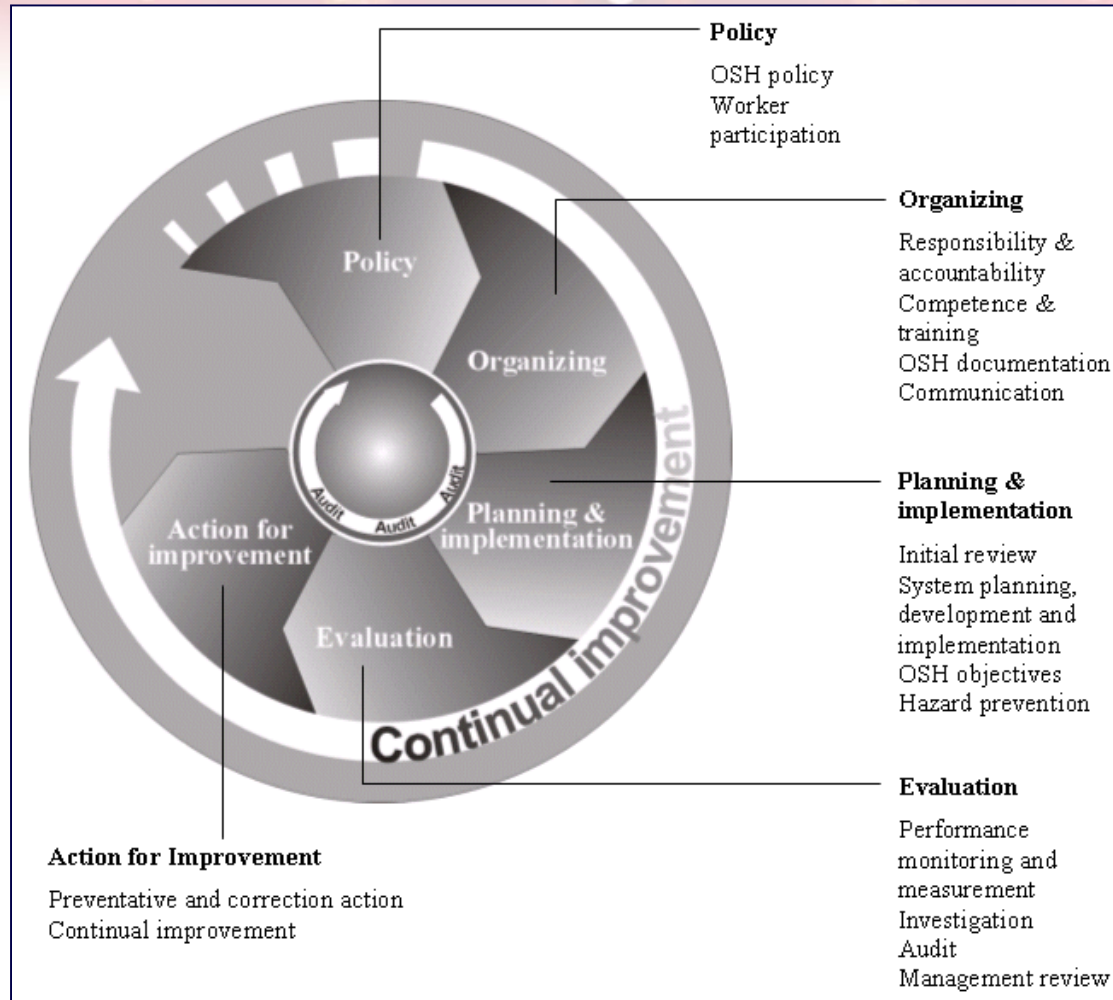 Policy
OSH policy
Worker
participation
Organizing
Responsibility &
accountability
Competence &
training
OSH documentation
Communication
Planning &
implementation
Initial review
System planning,
development and
implementation
OSH objectives
Hazard prevention
Evaluation
Performance
monitoring and
measurement
Investigation
Audit
Management review
Action for Improvement
Preventative and correction action
Continual improvement
Policy
Organizing
Planning &
implementation
Evaluation
Action for
improvement
Audit
Audit
Audit
Continual improvement